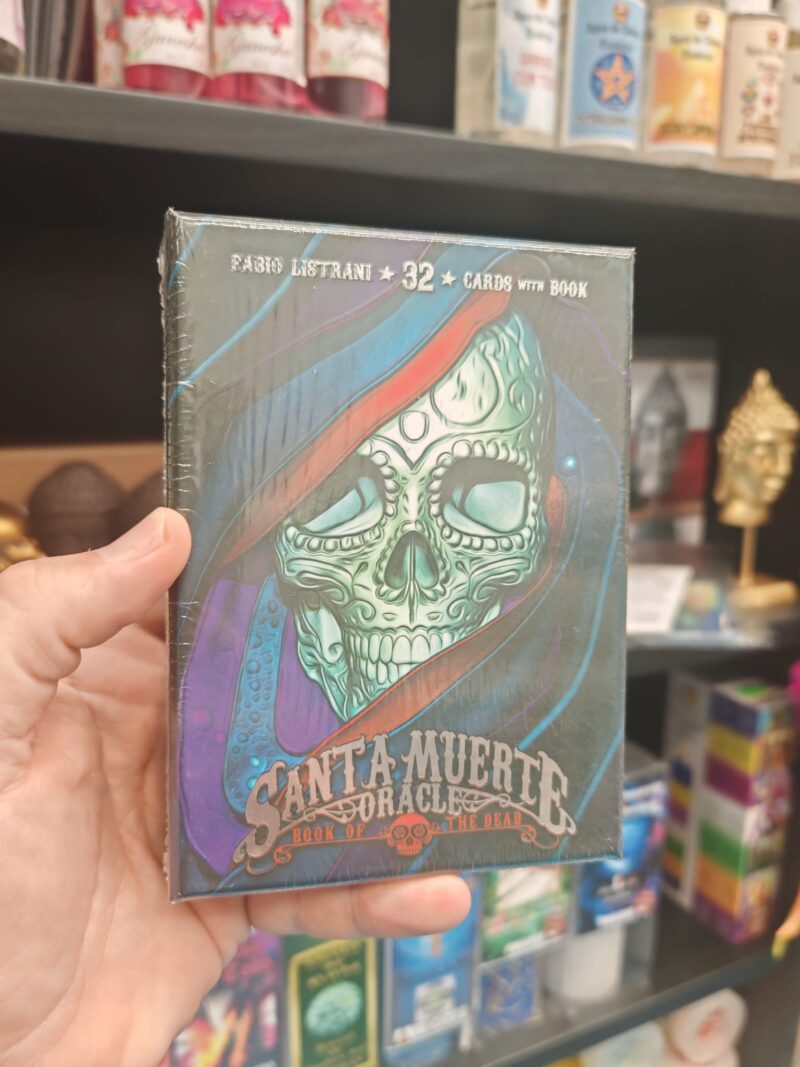 FABIO LISTRANI ★ 32 ★ CARDS WITH BOOK
SANTA MUERTE
ORACLE
BOOK OF THE DEAD